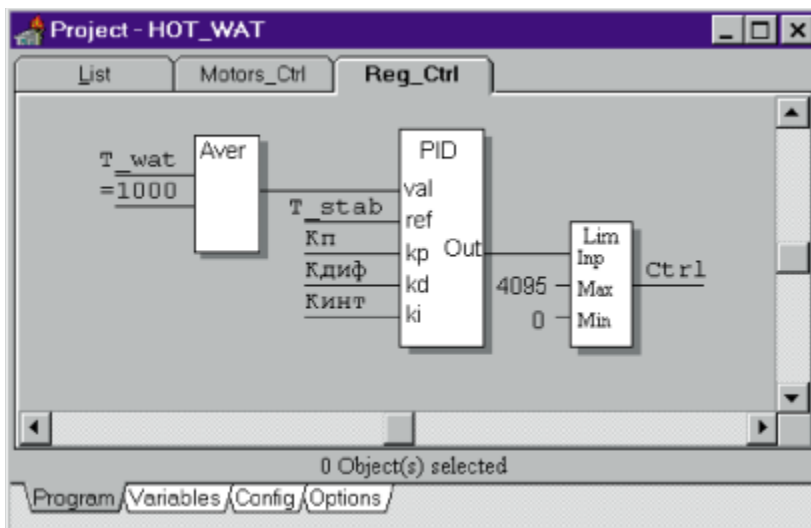 Project - HOT_WAT
List Motors_Ctrl Reg_Ctrl
Aver
T_wat
=1000
PID
val
T_stab
ref
Кп
kp
Out
Кдиф
kd
Кинт
ki
Lim
Inp
4095
Max
0
Min
Ctrl
0 Object(s) selected
Program Variables Config Options